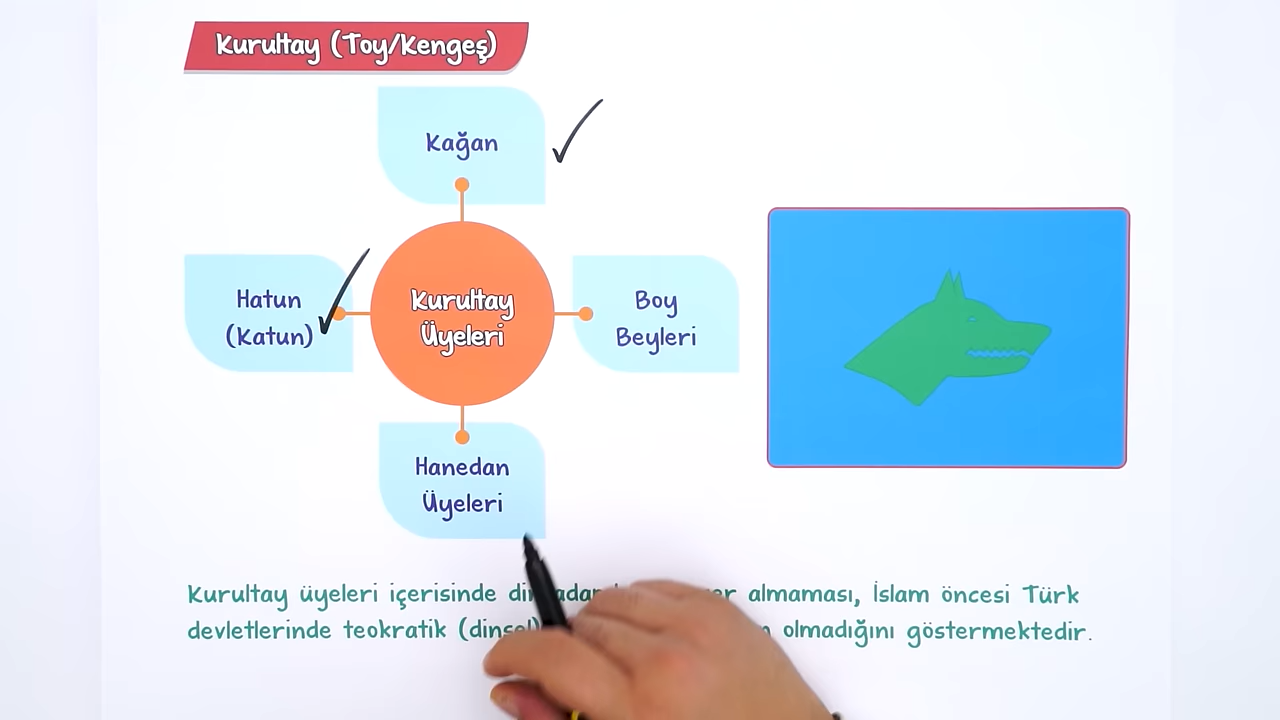 Kurultay (Toy/Kengeş)
Kağan
Hatun
(Katun)
Kurultay
Üyeleri
Boy
Beyleri
Hanedan
Üyeleri
Kurultay üyeleri içerisinde almaması, İslam öncesi Türk
devletlerinde teokratik olmadığını göstermektedir.